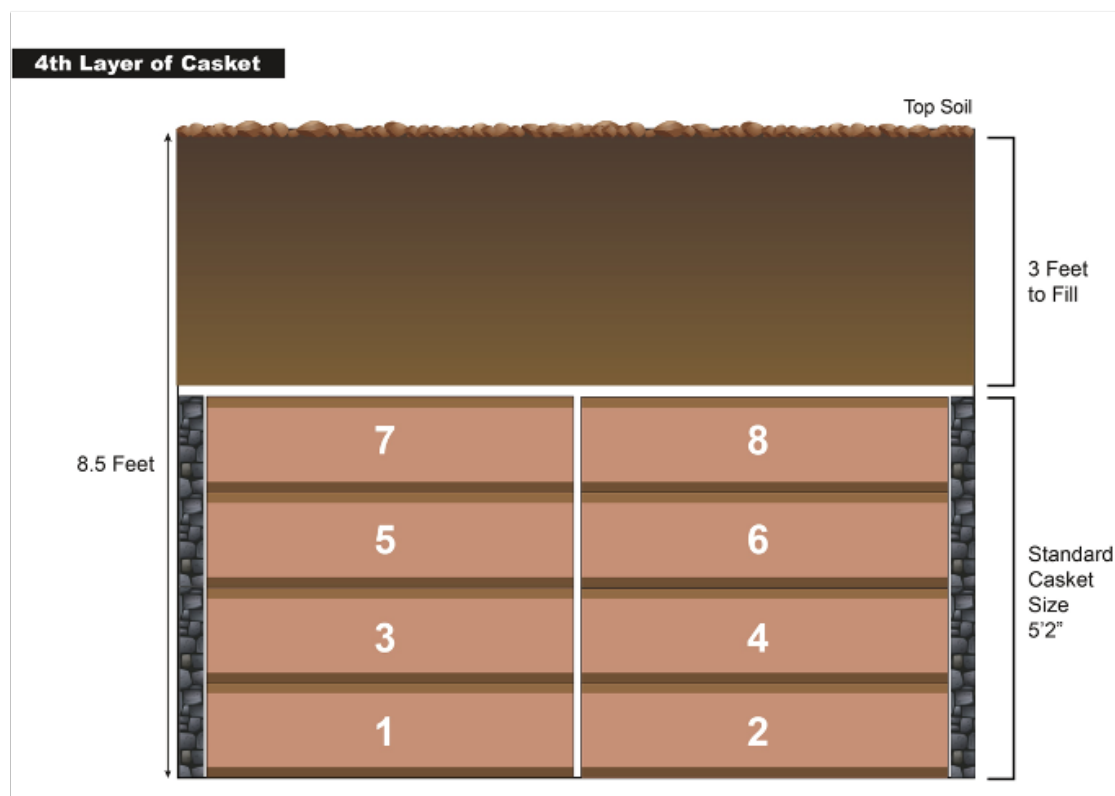 4th Layer of Casket
Top Soil
3 Feet
to Fill
8.5 Feet
7
8
5
6
3
4
1
2
Standard
Casket
Size
5'2"